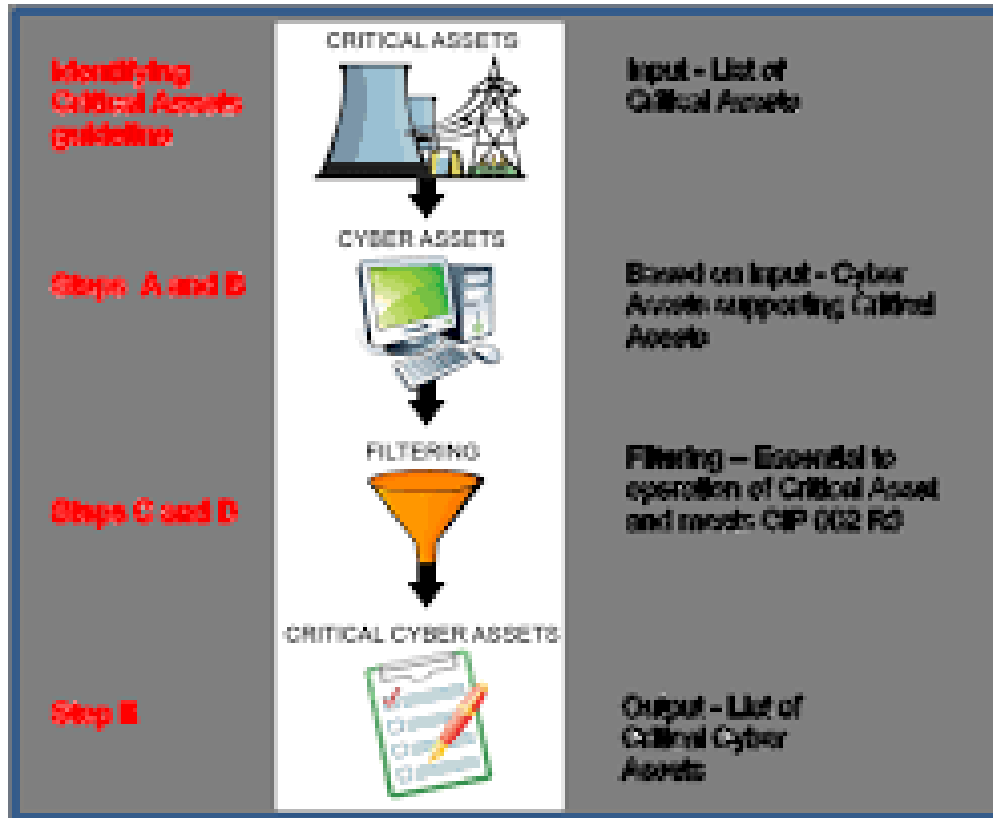 Identifying
Critical Assets
guideline
CRITICAL ASSETS
Input - List of
Critical Assets
Steps A and B
CYBER ASSETS
Based on Input - Cyber
Assets supporting Critical
Assets
Steps C and D
FILTERING
Filtering – Essential to
operation of Critical Asset
and meets CIP 002 R3
Step E
CRITICAL CYBER ASSETS
Output - List of
Critical Cyber
Assets